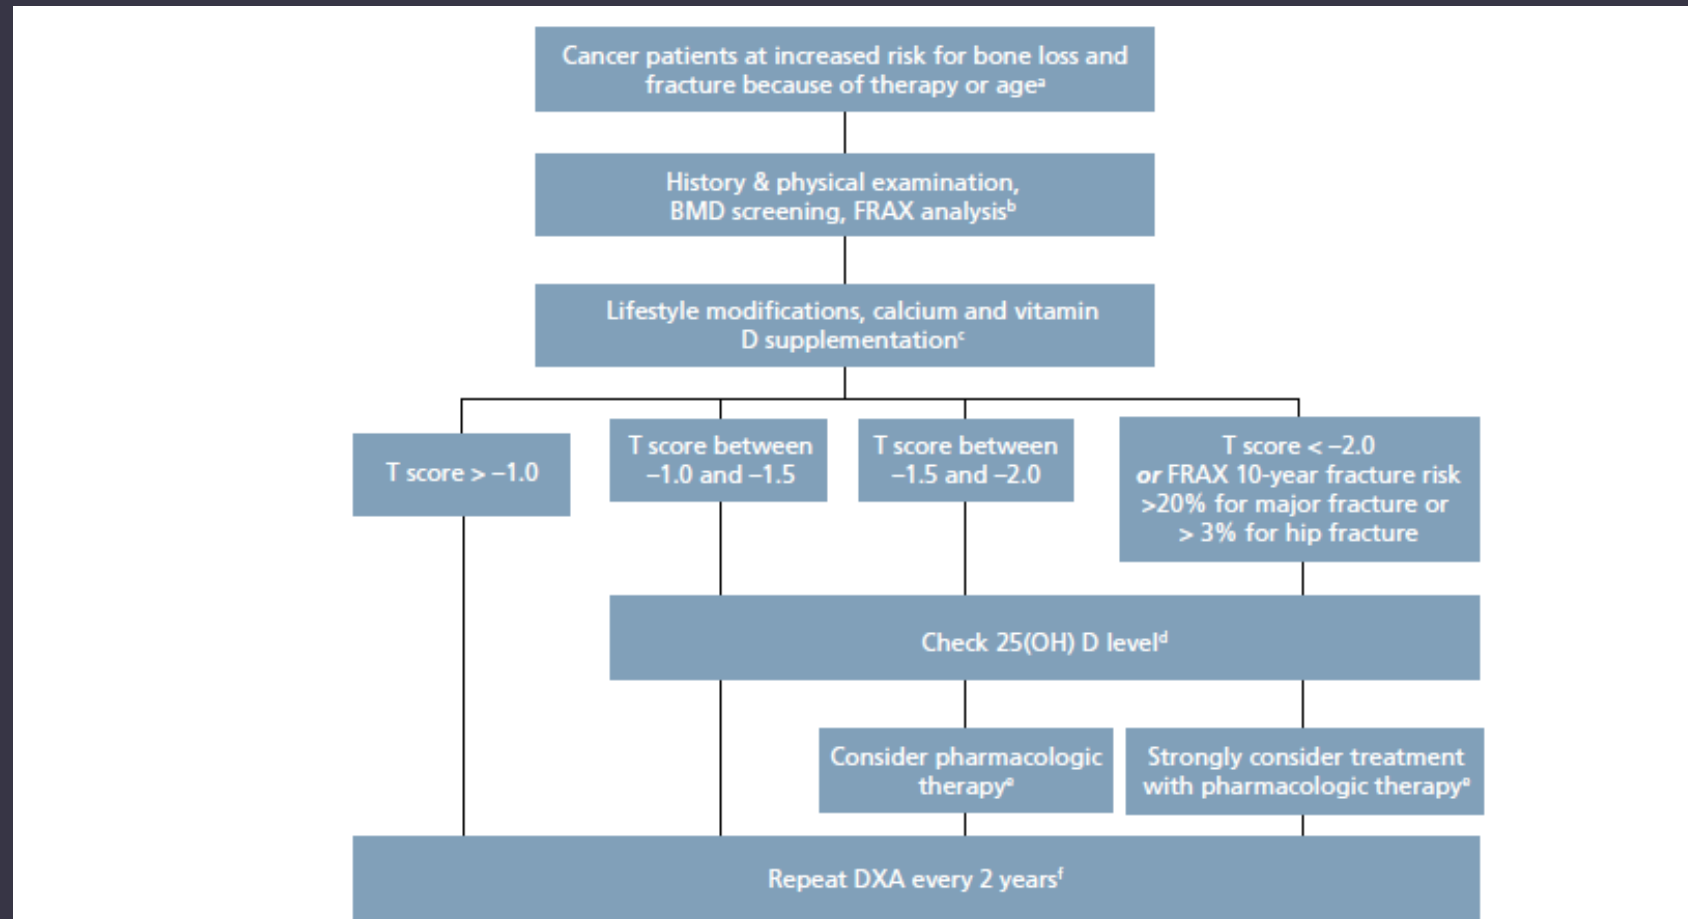 Cancer patients at increased risk for bone loss and
fracture because of therapy or ageᵃ
History & physical examination,
BMD screening, FRAX analysisᵇ
Lifestyle modifications, calcium and vitamin
D supplementationᶜ
T score > –1.0
T score between
–1.0 and –1.5
T score between
–1.5 and –2.0
T score < –2.0
or FRAX 10-year fracture risk
>20% for major fracture or
> 3% for hip fracture
Check 25(OH) D levelᵈ
Consider pharmacologic
therapyᵉ
Strongly consider treatment
with pharmacologic therapyᵉ
Repeat DXA every 2 yearsᶠ